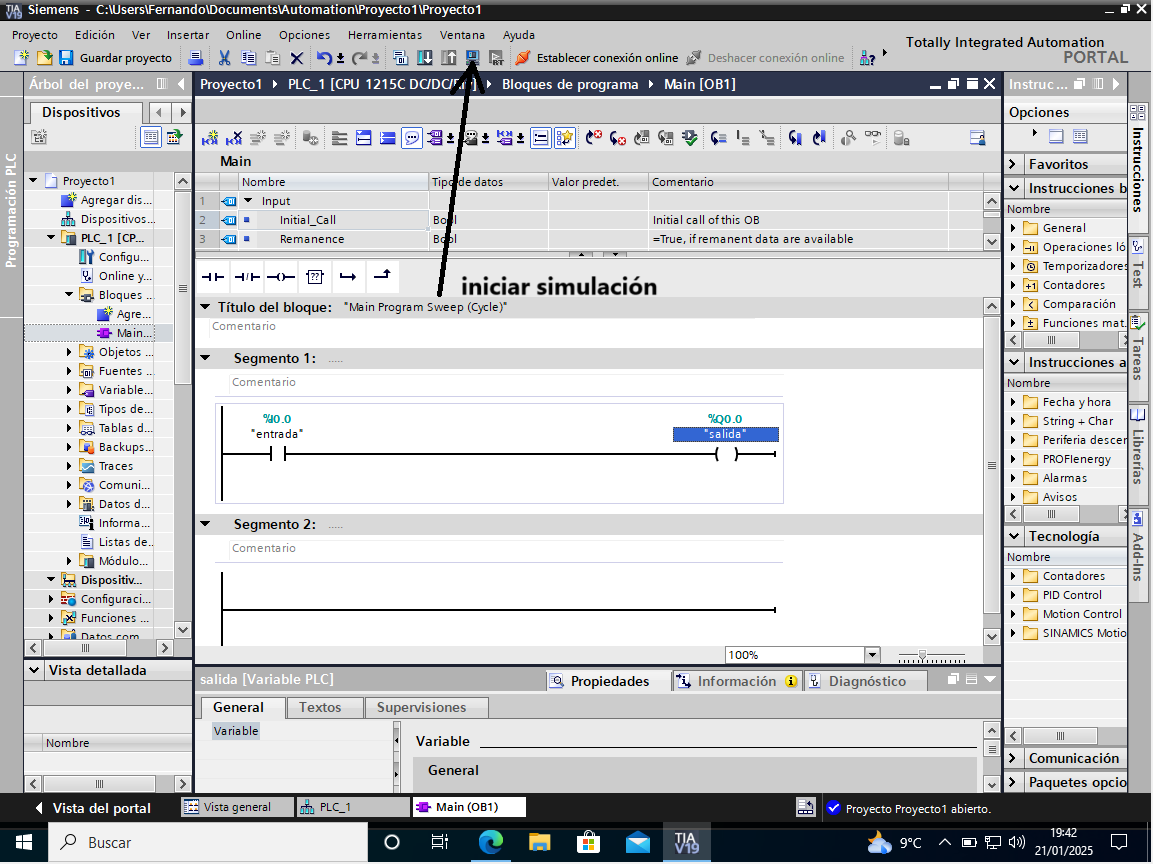 TIA V19 Siemens - C:\Users\Fernando\Documents\Automation\Proyecto1\Proyecto1
Proyecto Edición Ver Insertar Online Opciones Herramientas Ventana Ayuda
Guardar proyecto Establecer conexión online Deshacer conexión online
Totally Integrated Automation
PORTAL
Árbol del proye...
Proyecto1 PLC_1 [CPU 1215C DC/DC/ Bloques de programa Main [OB1]
Instruc...
Dispositivos
Opciones
Programación PLC
Main
Nombre Tipo de datos Valor predet. Comentario
1 Input
2 Initial_Call Bool Initial call of this OB
3 Remanence Bool =True, if remanent data are available
Proyecto1
Agregar dis...
Dispositivos...
PLC_1 [CP...
Configu...
Online y...
Bloques ...
Agre...
Main...
Objetos ...
Fuentes ...
Variable...
Tipos de...
Tablas d...
Backups...
Traces
Comuni...
Datos d...
Informa...
Listas de..
Módulo...
Dispositiv...
Configuraci...
Funciones ...
Datos com...
Vista detallada
Nombre
iniciar simulación
Título del bloque: "Main Program Sweep (Cycle)"
Comentario
Segmento 1: .....
Comentario
%I0.0 %Q0.0
"entrada" "salida"
Segmento 2: .....
Comentario
100%
salida [Variable PLC]
Propiedades Información Diagnóstico
General Textos Supervisiones
Variable
Variable
General
Favoritos
Instrucciones b
Nombre
General
Operaciones ló
Temporizadores
Contadores
Comparación
Funciones mat.
Instrucciones a
Nombre
Fecha y hora
String + Char
Periferia descen
PROFIenergy
Alarmas
Avisos
Tecnología
Nombre
Contadores
PID Control
Motion Control
SINAMICS Motio
Comunicación
Paquetes opcio
Instrucciones
Test
Tareas
Librerías
Add-Ins
Vista del portal Vista general PLC_1 Main (OB1) Proyecto Proyecto1 abierto.
Buscar
TIA V19
9°C
19:42
21/01/2025